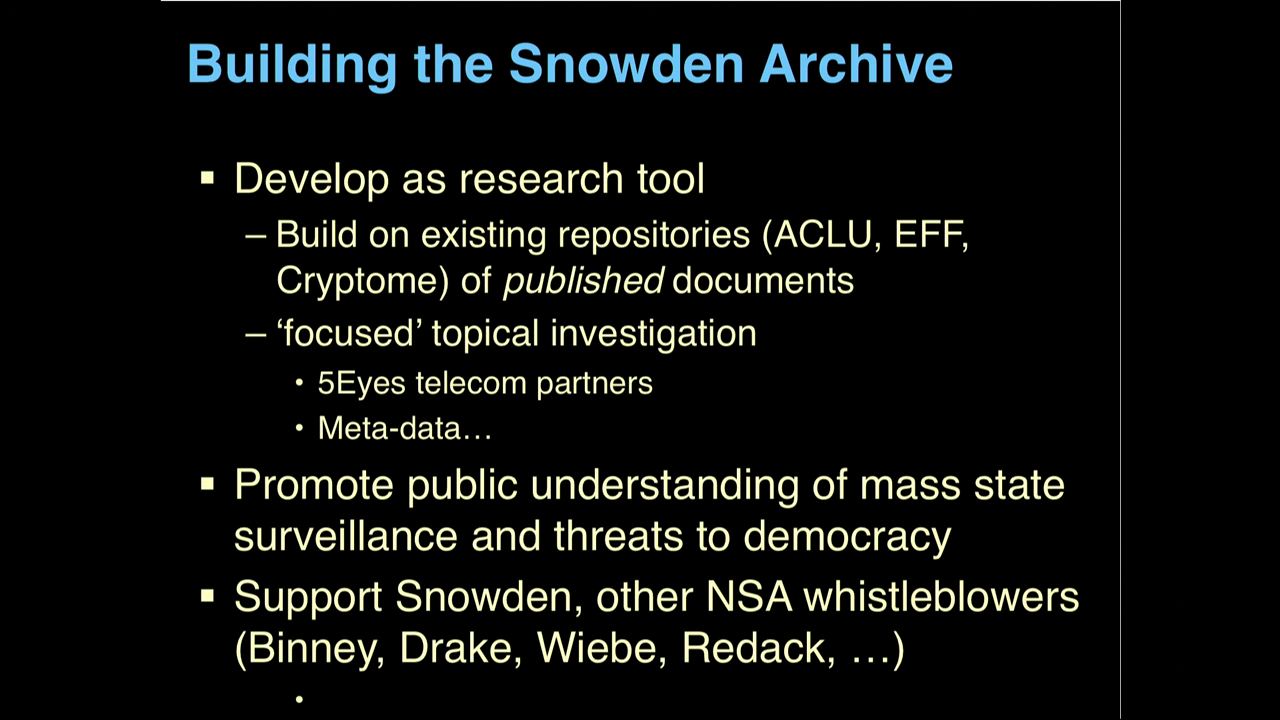 Building the Snowden Archive
▪ Develop as research tool
– Build on existing repositories (ACLU, EFF,
Cryptome) of published documents
– ‘focused’ topical investigation
• 5Eyes telecom partners
• Meta-data…
▪ Promote public understanding of mass state
surveillance and threats to democracy
▪ Support Snowden, other NSA whistleblowers
(Binney, Drake, Wiebe, Redack, …)
•